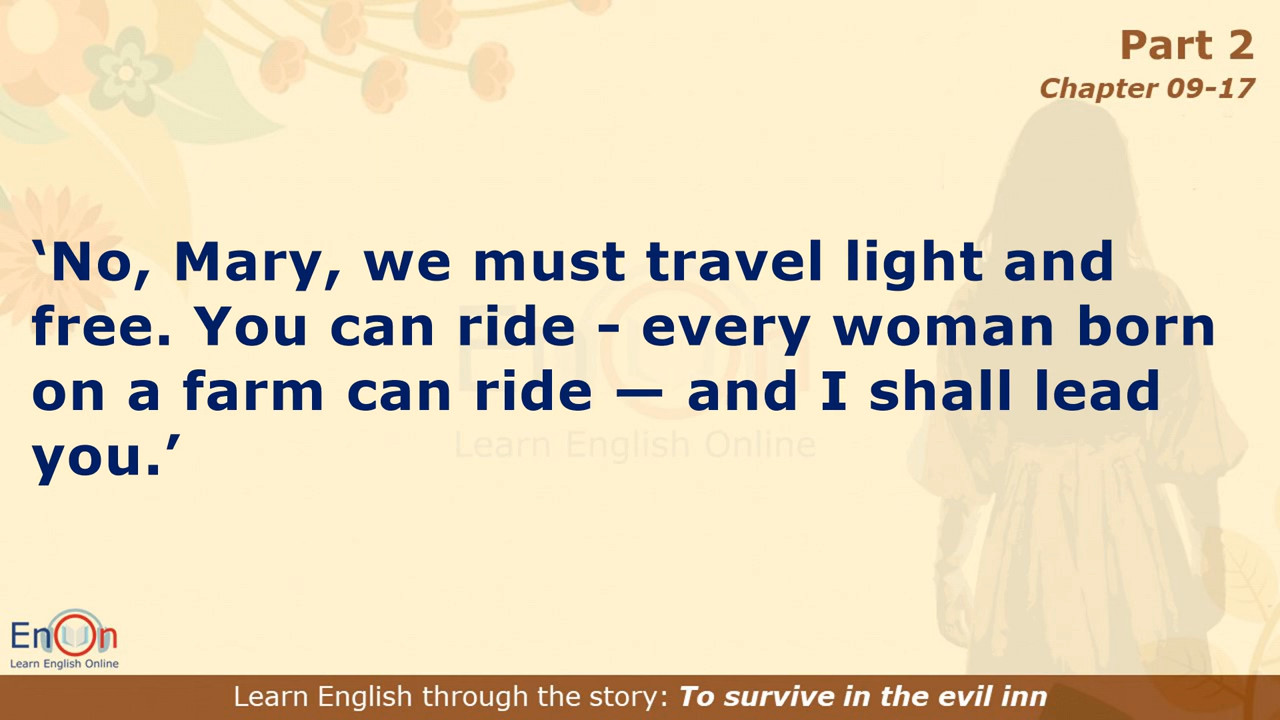 Part 2
Chapter 09-17
‘No, Mary, we must travel light and
free. You can ride - every woman born
on a farm can ride — and I shall lead
you.’
EnOn
Learn English Online
EnOn
Learn English Online
Learn English through the story: To survive in the evil inn